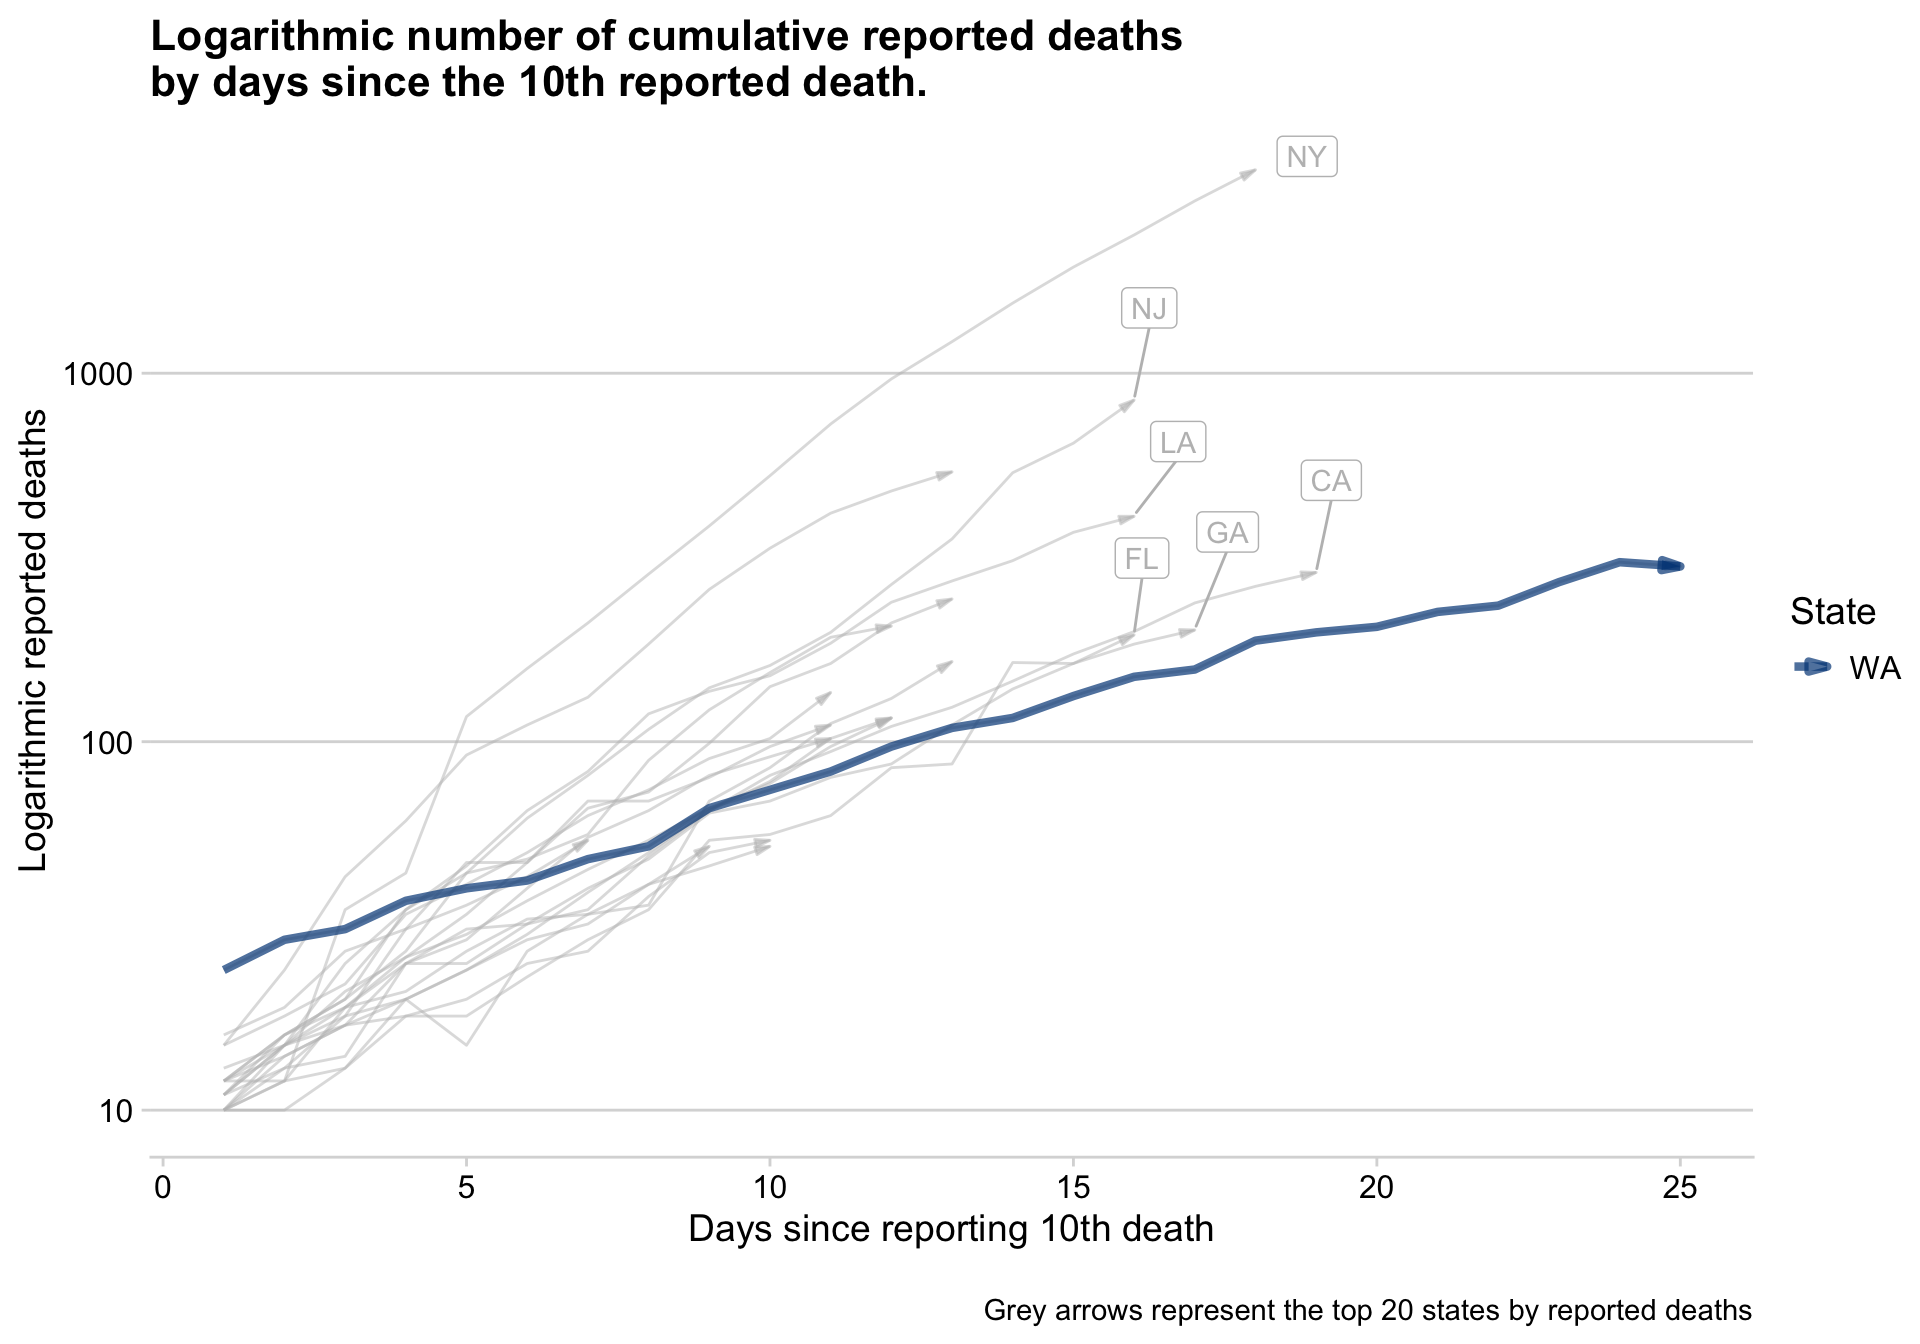 Logarithmic number of cumulative reported deaths
by days since the 10th reported death.
NY
NJ
1000
LA
CA
GA
FL
Logarithmic reported deaths
State
WA
100
10
0 5 10 15 20 25
Days since reporting 10th death
Grey arrows represent the top 20 states by reported deaths